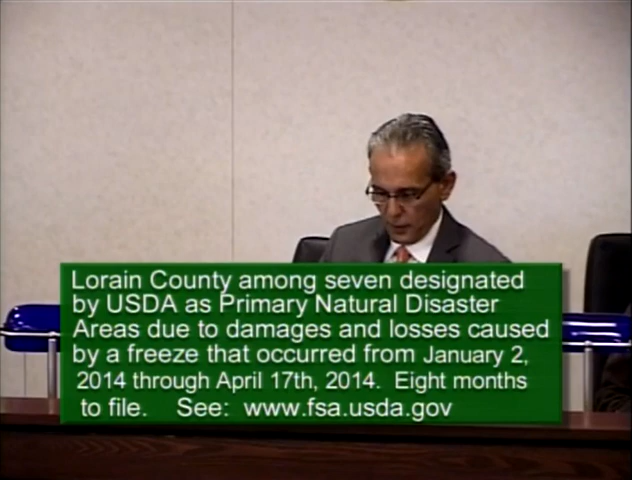 Lorain County among seven designated
by USDA as Primary Natural Disaster
Areas due to damages and losses caused
by a freeze that occurred from January 2,
2014 through April 17th, 2014. Eight months
to file. See: www.fsa.usda.gov